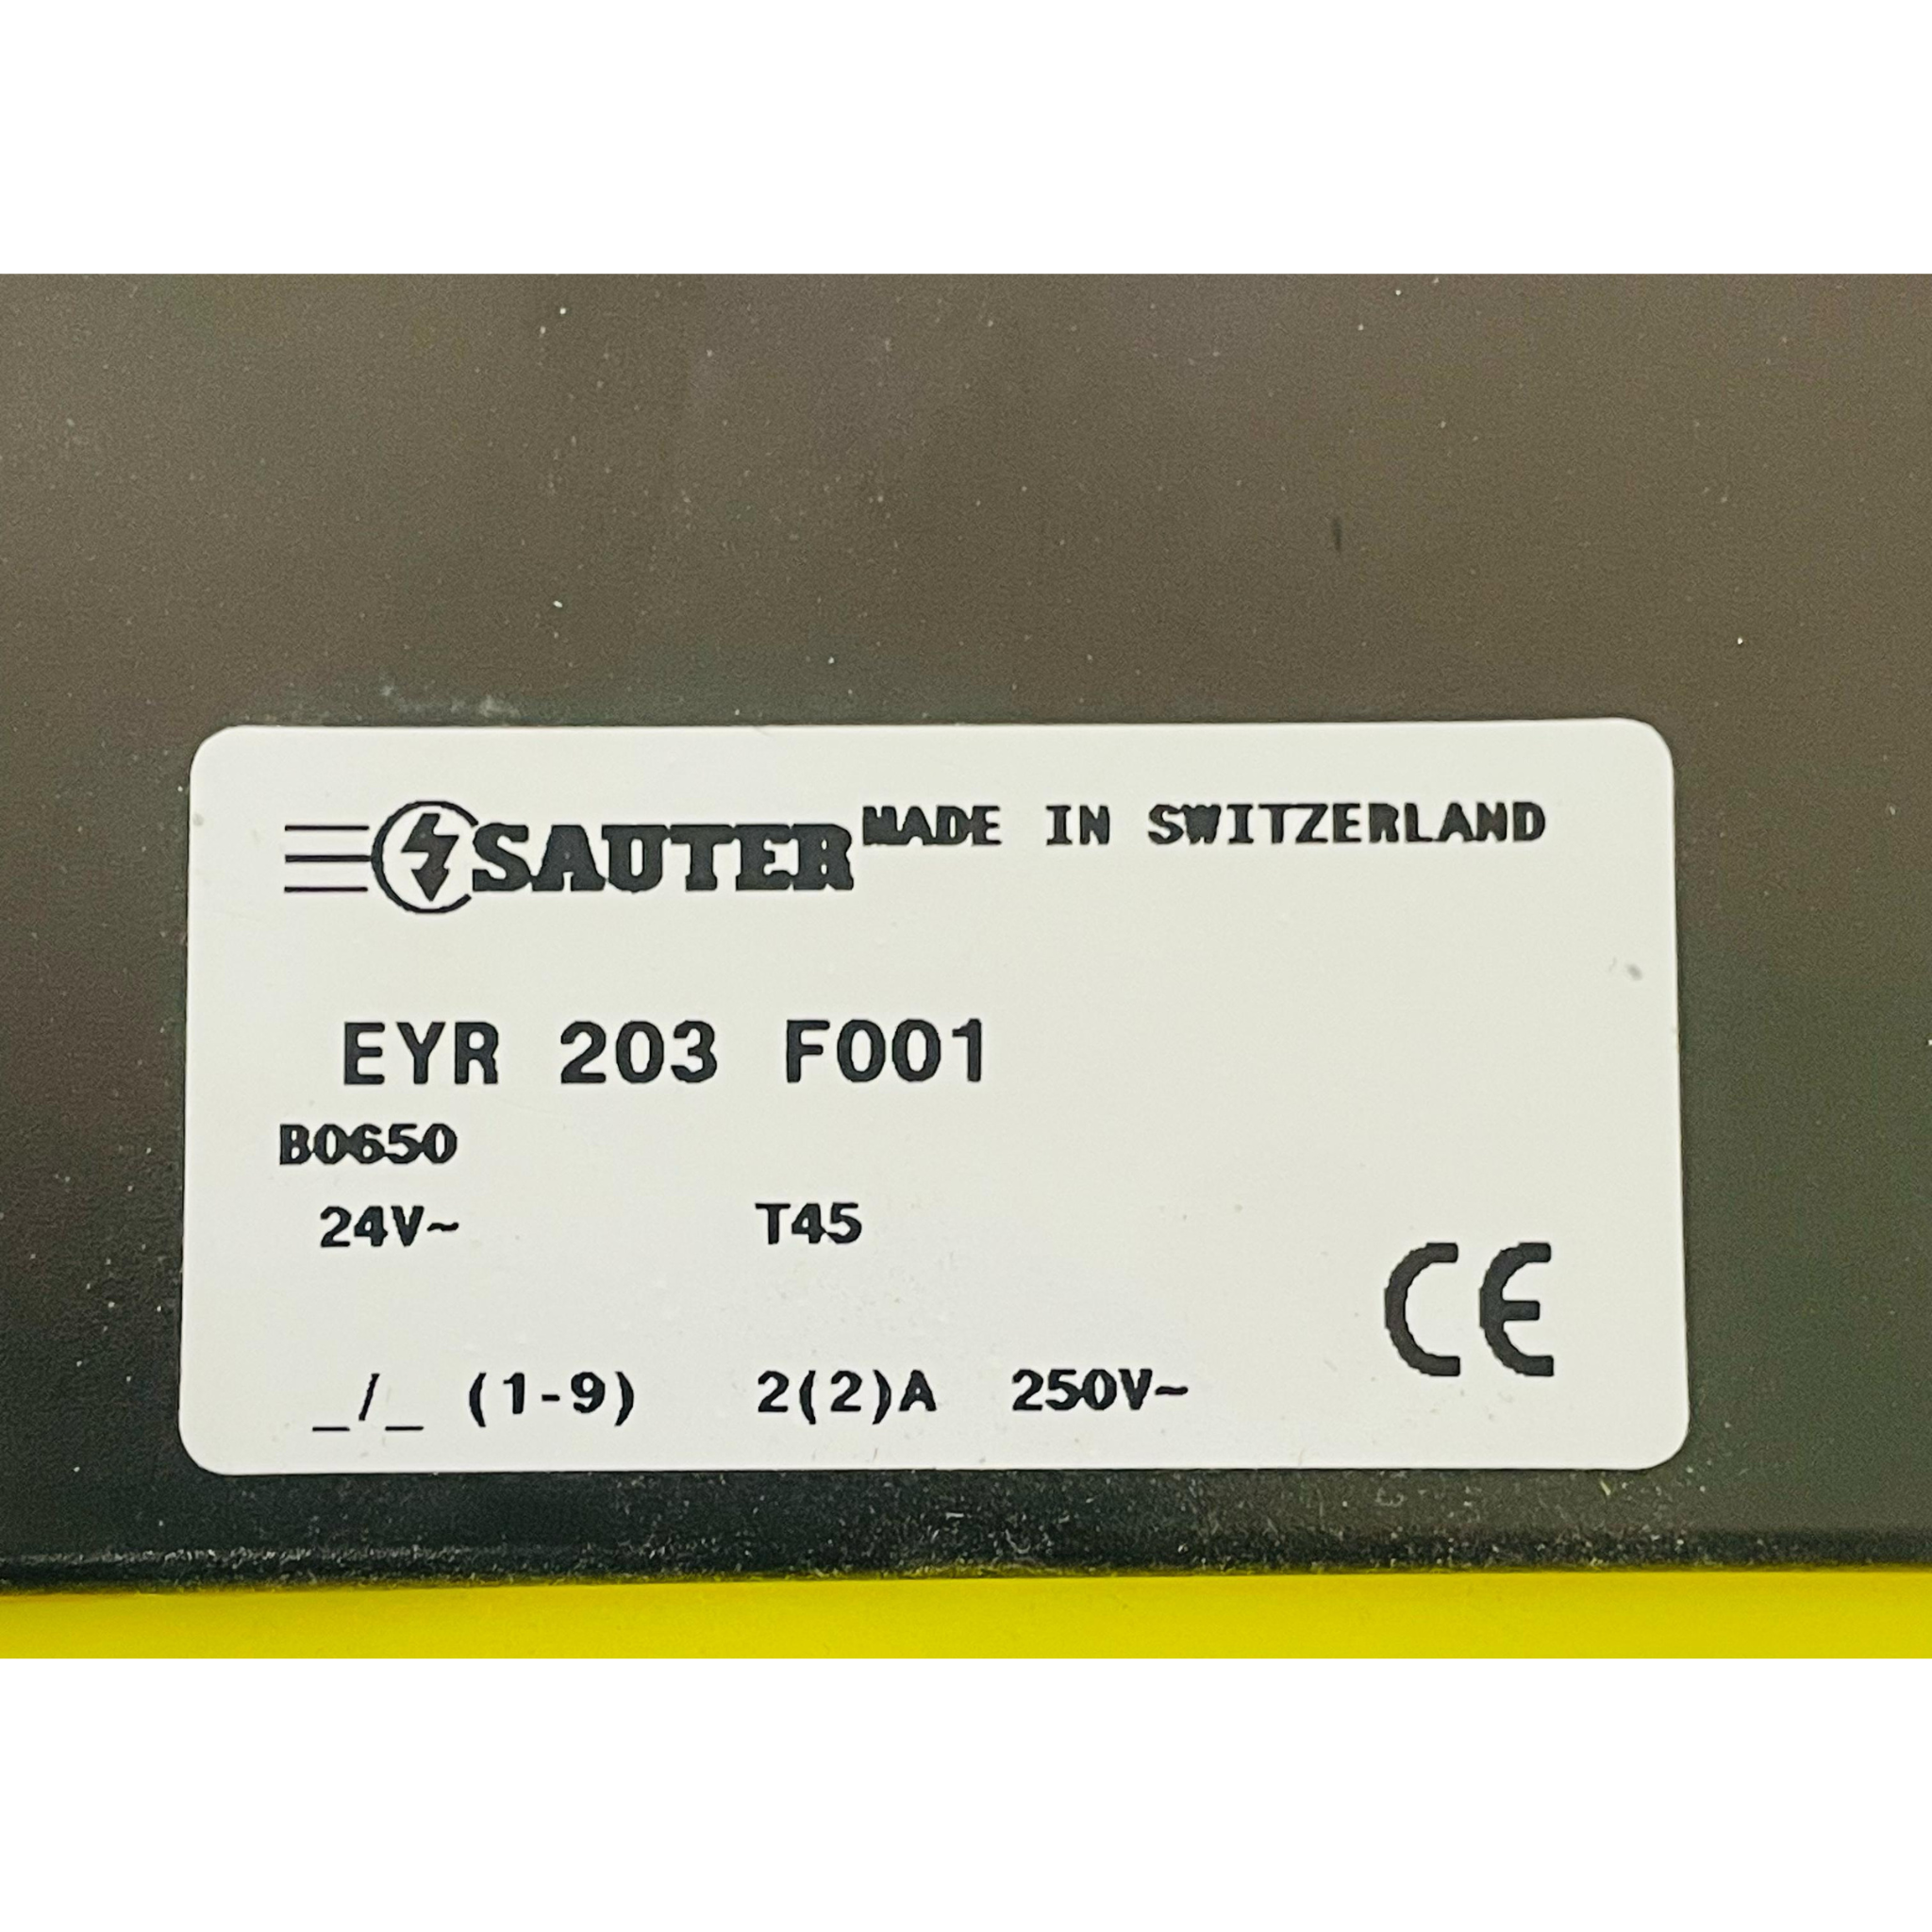 SAUTER MADE IN SWITZERLAND
EYR 203 F001
B0650
24V~ T45
CE
_/_ (1-9) 2(2)A 250V~